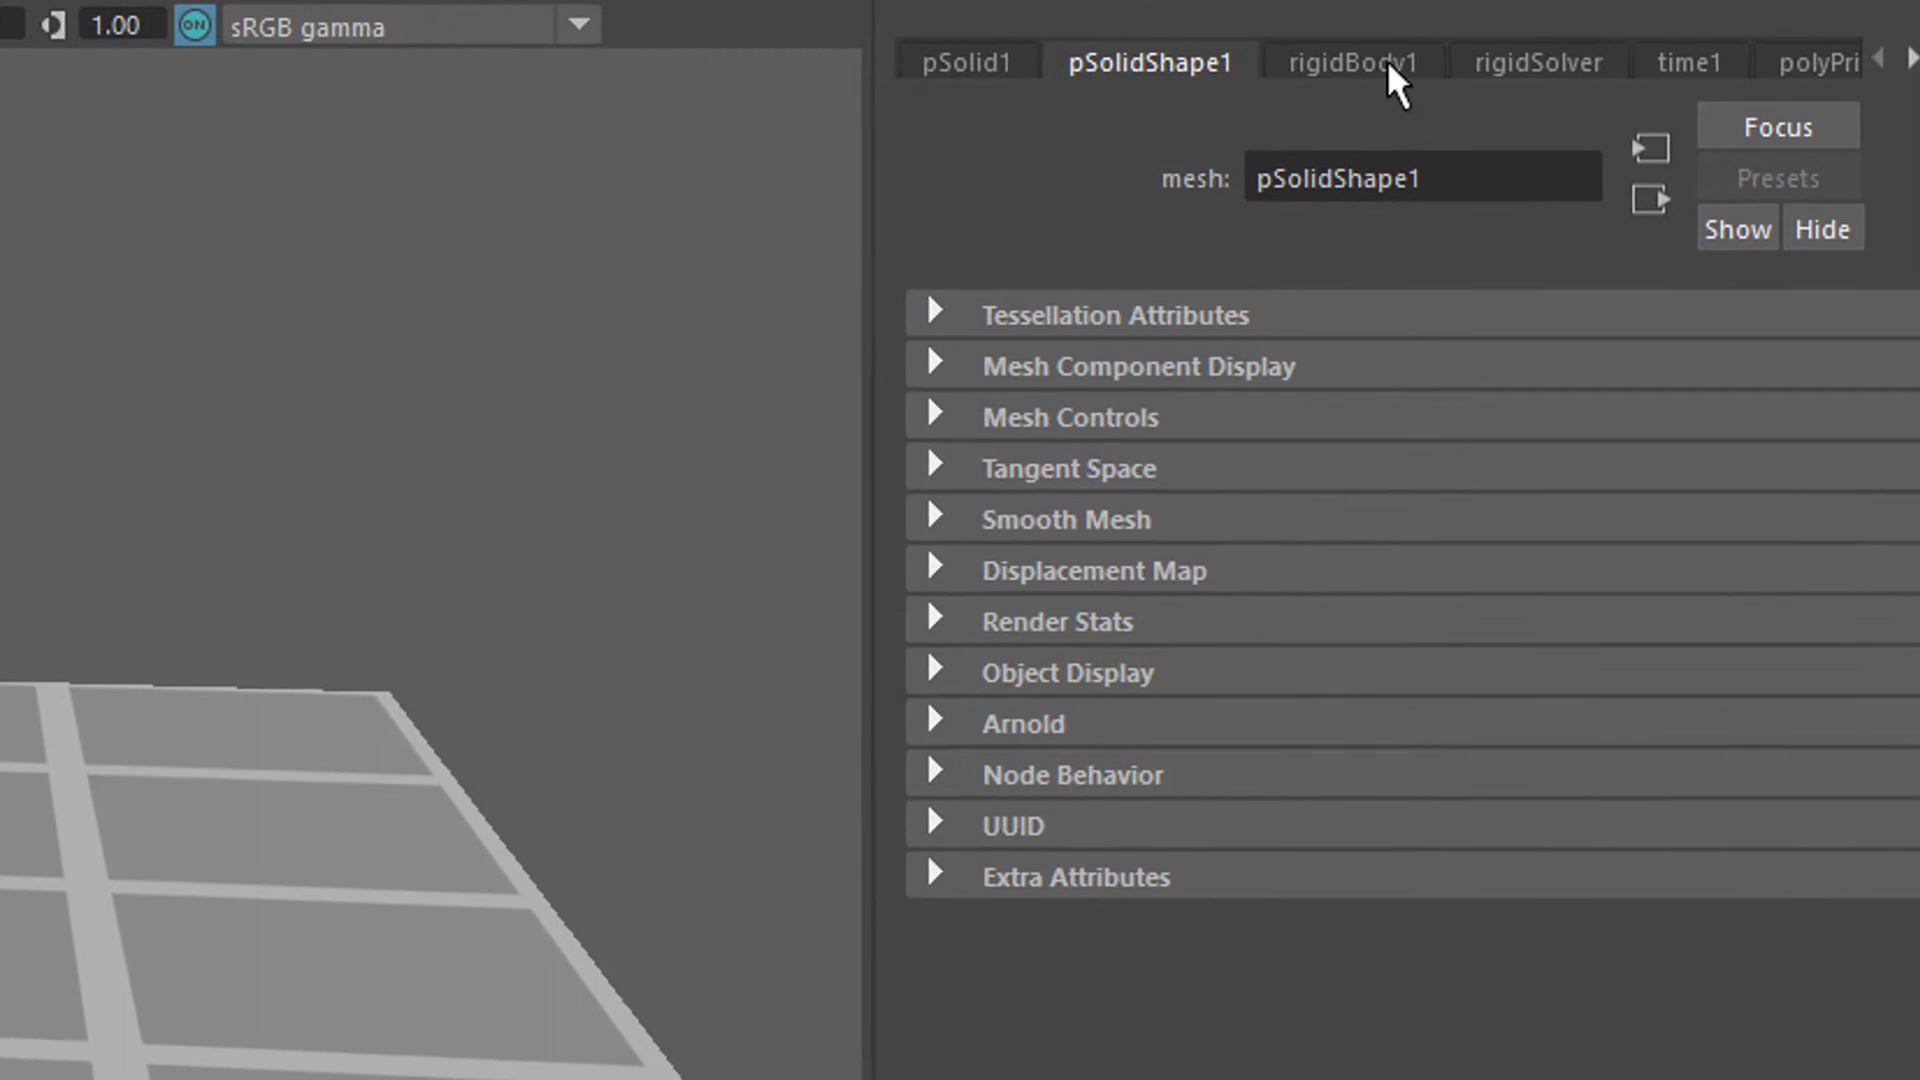 1.00 ON sRGB gamma
pSolid1 pSolidShape1 rigidBody1 rigidSolver time1 polyPri
Focus
mesh: pSolidShape1
Presets
Show Hide
Tessellation Attributes
Mesh Component Display
Mesh Controls
Tangent Space
Smooth Mesh
Displacement Map
Render Stats
Object Display
Arnold
Node Behavior
UUID
Extra Attributes